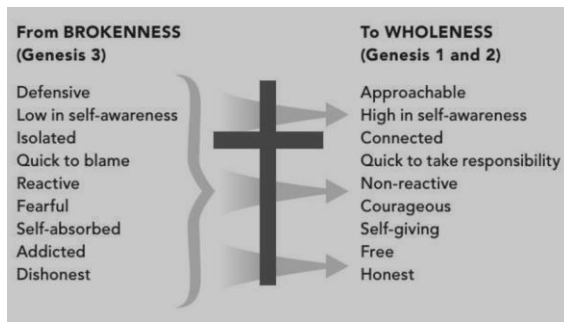 From BROKENNESS
(Genesis 3)
Defensive
Low in self-awareness
Isolated
Quick to blame
Reactive
Fearful
Self-absorbed
Addicted
Dishonest
To WHOLENESS
(Genesis 1 and 2)
Approachable
High in self-awareness
Connected
Quick to take responsibility
Non-reactive
Courageous
Self-giving
Free
Honest